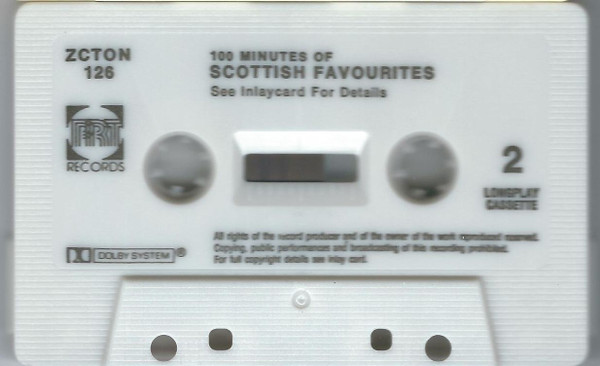 ZCTON
126
100 MINUTES OF
SCOTTISH FAVOURITES
See Inlaycard For Details
PRT
RECORDS
2
LONGPLAY
CASSETTE
All rights of the record producer and of the owner of the work reproduced reserved.
Copying, public performances and broadcasting of this recording prohibited.
For full copyright details see inlay card.
DOLBY SYSTEM ®